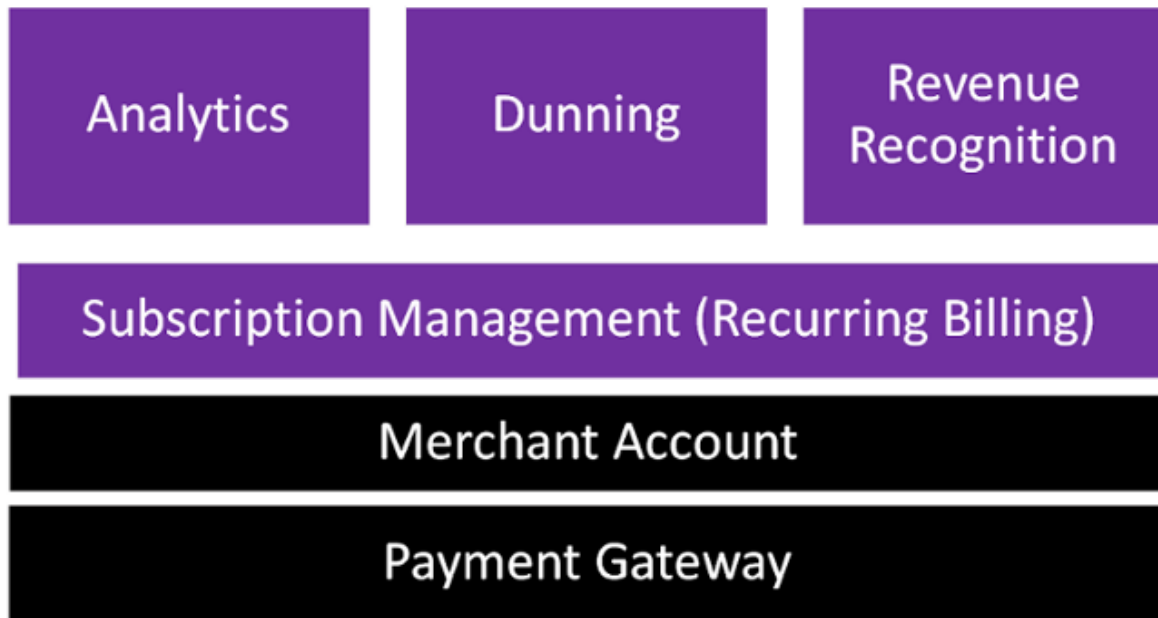 Analytics
Dunning
Revenue
Recognition
Subscription Management (Recurring Billing)
Merchant Account
Payment Gateway